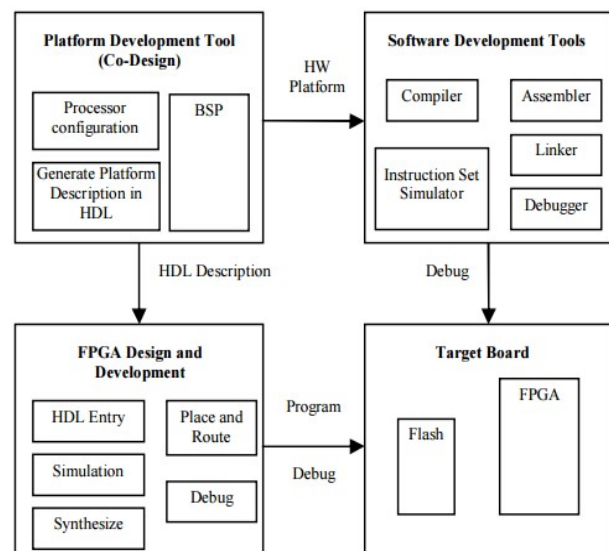 Platform Development Tool
(Co-Design)
Processor
configuration
BSP
Generate Platform
Description in
HDL
HW
Platform
Software Development Tools
Compiler
Assembler
Instruction Set
Simulator
Linker
Debugger
HDL Description
Debug
FPGA Design and
Development
HDL Entry
Place and
Route
Simulation
Debug
Synthesize
Program
Debug
Target Board
Flash
FPGA